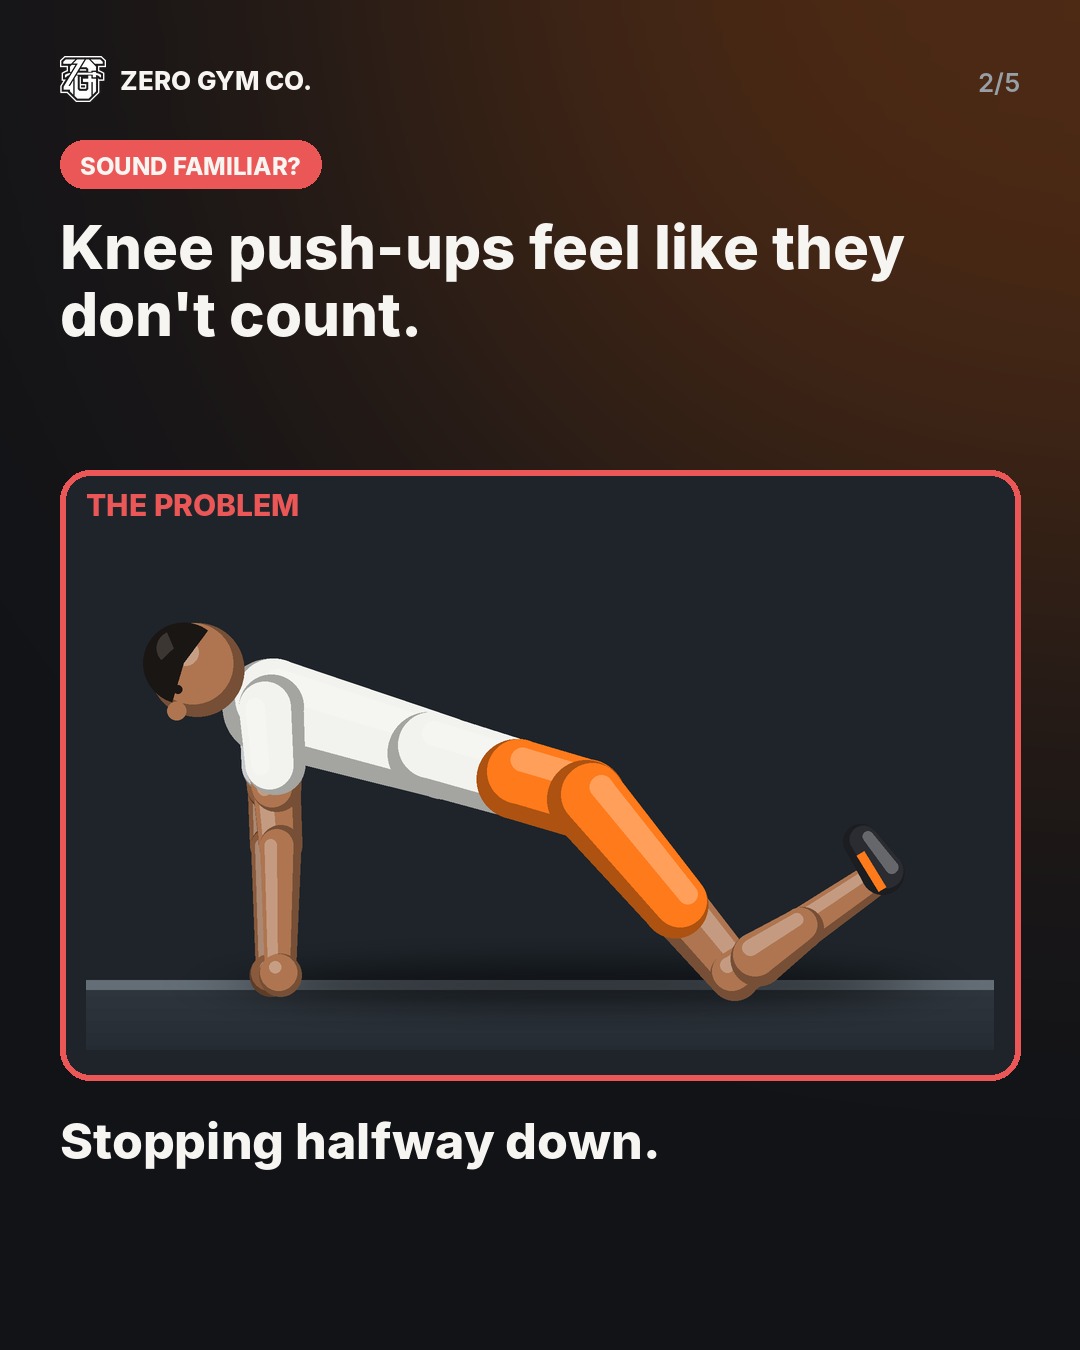 ZERO GYM CO.
2/5
SOUND FAMILIAR?
Knee push-ups feel like they
don't count.
THE PROBLEM
Stopping halfway down.